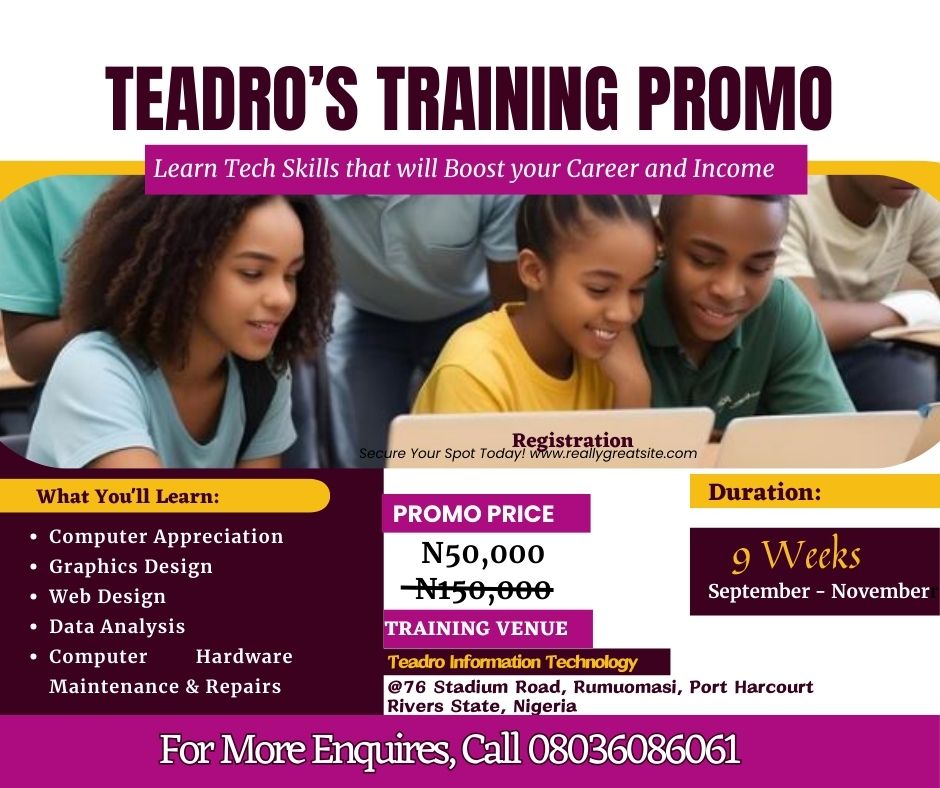 TEADRO’S TRAINING PROMO
Learn Tech Skills that will Boost your Career and Income
Registration
Secure Your Spot Today! www.reallygreatsite.com
What You'll Learn:
• Computer Appreciation
• Graphics Design
• Web Design
• Data Analysis
• Computer Hardware
Maintenance & Repairs
PROMO PRICE
N50,000
N150,000
TRAINING VENUE
Teadro Information Technology
@76 Stadium Road, Rumuomasi, Port Harcourt
Rivers State, Nigeria
Duration:
9 Weeks
September - November
For More Enquires, Call 08036086061